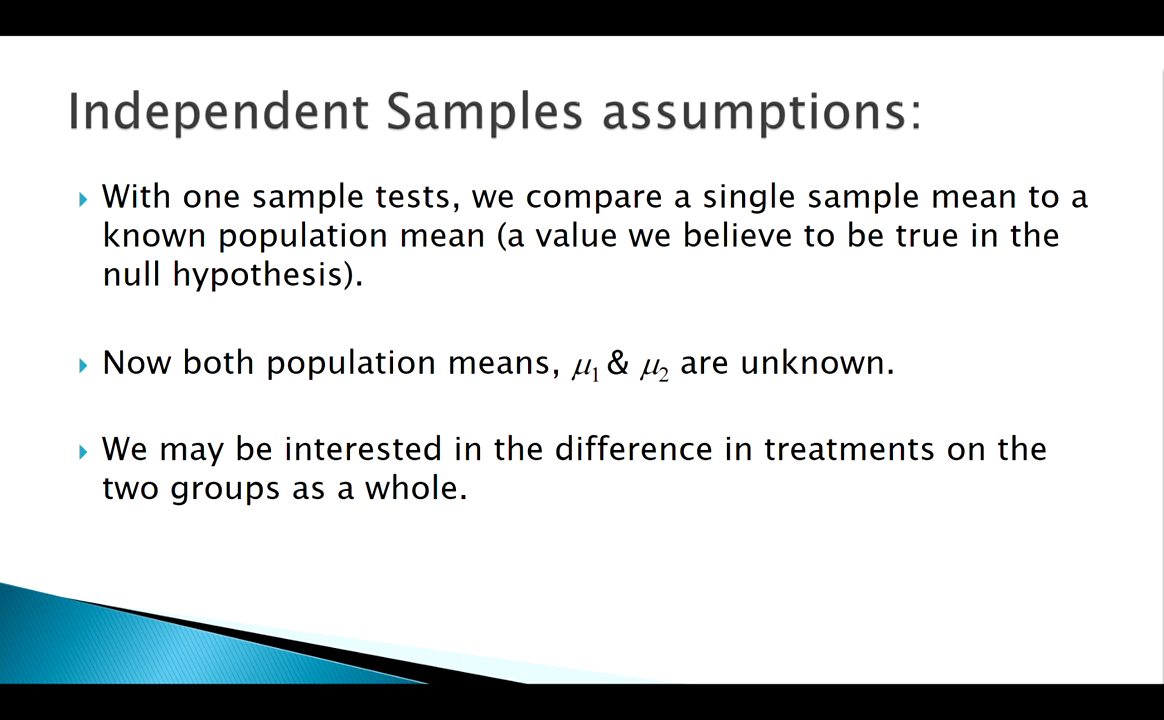 Independent Samples assumptions:
With one sample tests, we compare a single sample mean to a
known population mean (a value we believe to be true in the
null hypothesis).
Now both population means, μ₁ & μ₂ are unknown.
We may be interested in the difference in treatments on the
two groups as a whole.